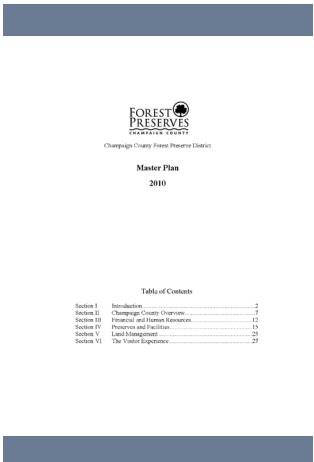 FOREST
PRESERVES
CHAMPAIGN COUNTY
Champaign County Forest Preserve District
Master Plan
2010
Table of Contents
Section I Introduction 2
Section II Champaign County Overview 7
Section III Financial and Human Resources 12
Section IV Preserves and Facilities 15
Section V Land Management 25
Section VI The Visitor Experience 27